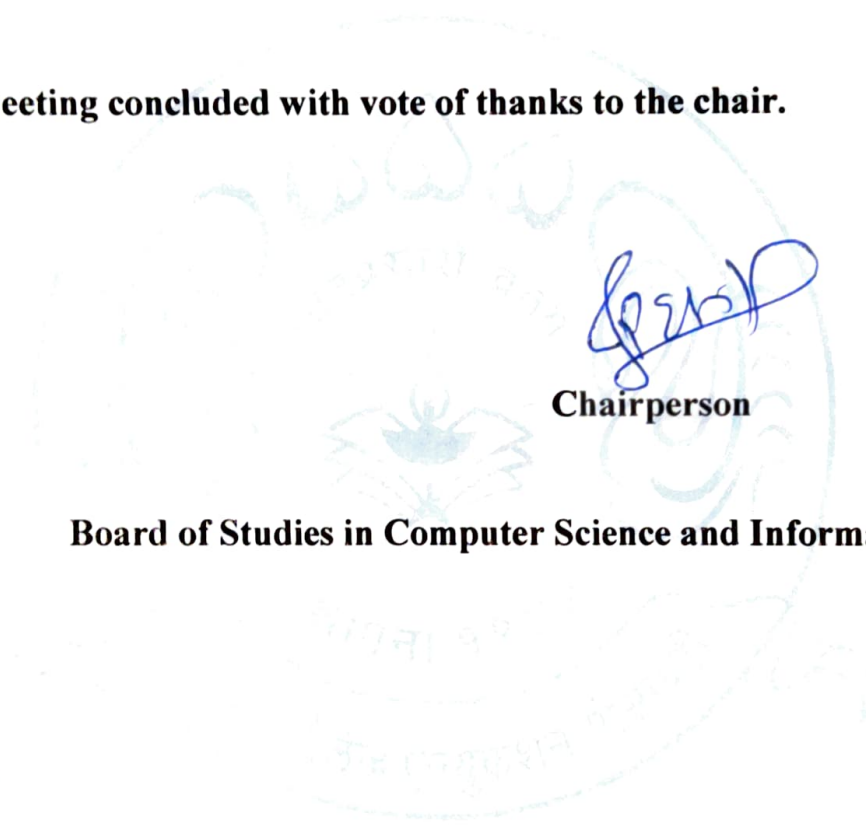 eeting concluded with vote of thanks to the chair.
Chairperson
Board of Studies in Computer Science and Inform